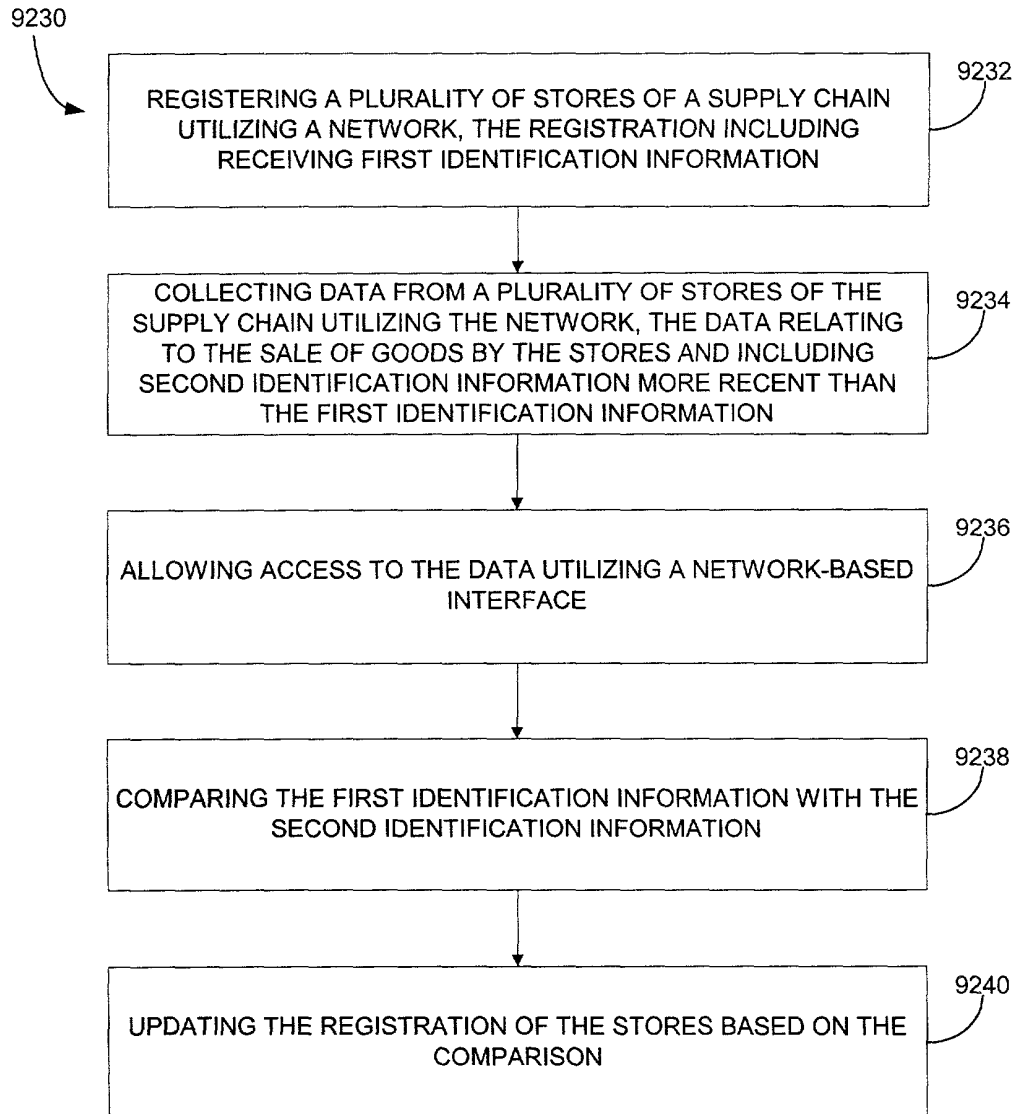 9230
9232
REGISTERING A PLURALITY OF STORES OF A SUPPLY CHAIN
UTILIZING A NETWORK, THE REGISTRATION INCLUDING
RECEIVING FIRST IDENTIFICATION INFORMATION
9234
COLLECTING DATA FROM A PLURALITY OF STORES OF THE
SUPPLY CHAIN UTILIZING THE NETWORK, THE DATA RELATING
TO THE SALE OF GOODS BY THE STORES AND INCLUDING
SECOND IDENTIFICATION INFORMATION MORE RECENT THAN
THE FIRST IDENTIFICATION INFORMATION
9236
ALLOWING ACCESS TO THE DATA UTILIZING A NETWORK-BASED
INTERFACE
9238
COMPARING THE FIRST IDENTIFICATION INFORMATION WITH THE
SECOND IDENTIFICATION INFORMATION
9240
UPDATING THE REGISTRATION OF THE STORES BASED ON THE
COMPARISON